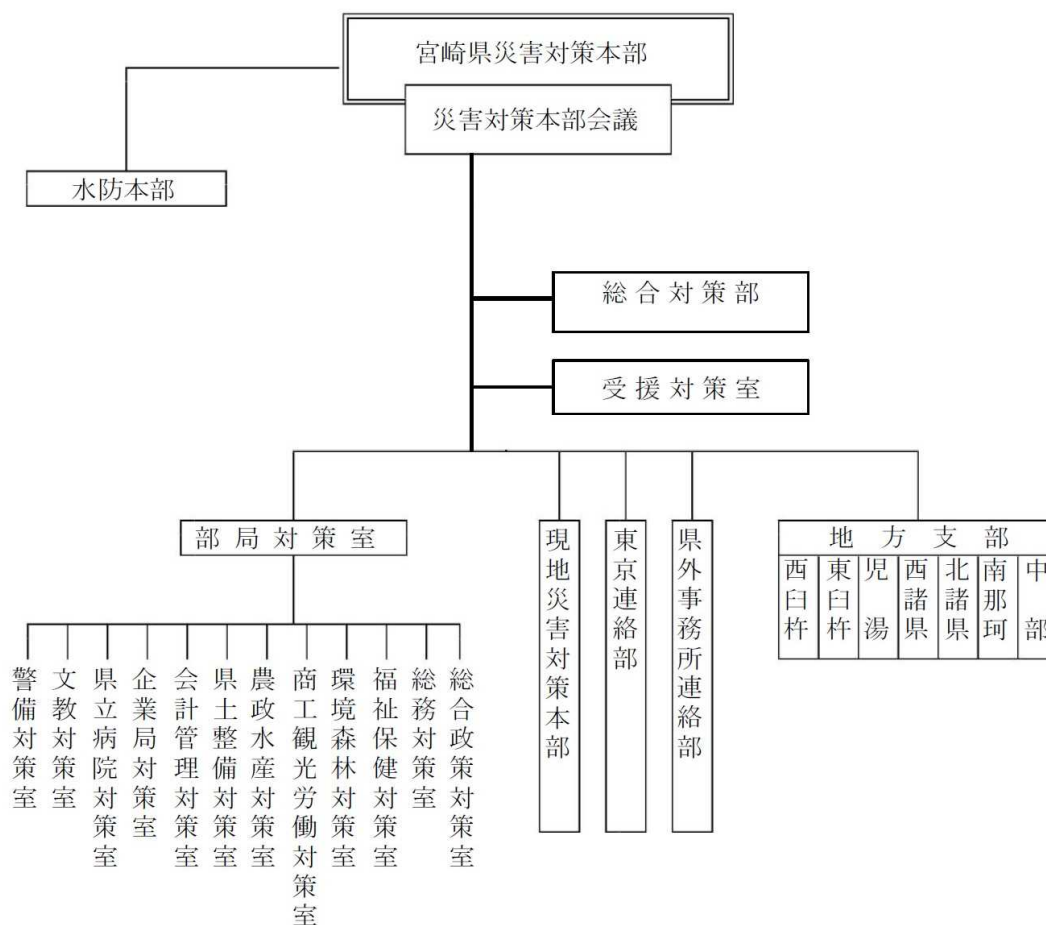 宮崎県災害対策本部
災害対策本部会議
水防本部
総合対策部
受援対策室
部局対策室
総合政策対策室
総務対策室
福祉保健対策室
環境森林対策室
商工観光労働対策室
農政水産対策室
県土整備対策室
会計管理対策室
企業局対策室
県立病院対策室
文教対策室
警備対策室
現地災害対策本部
東京連絡部
県外事務所連絡部
地方支部
中部
南那珂
北諸県
西諸県
児湯
東臼杵
西臼杵